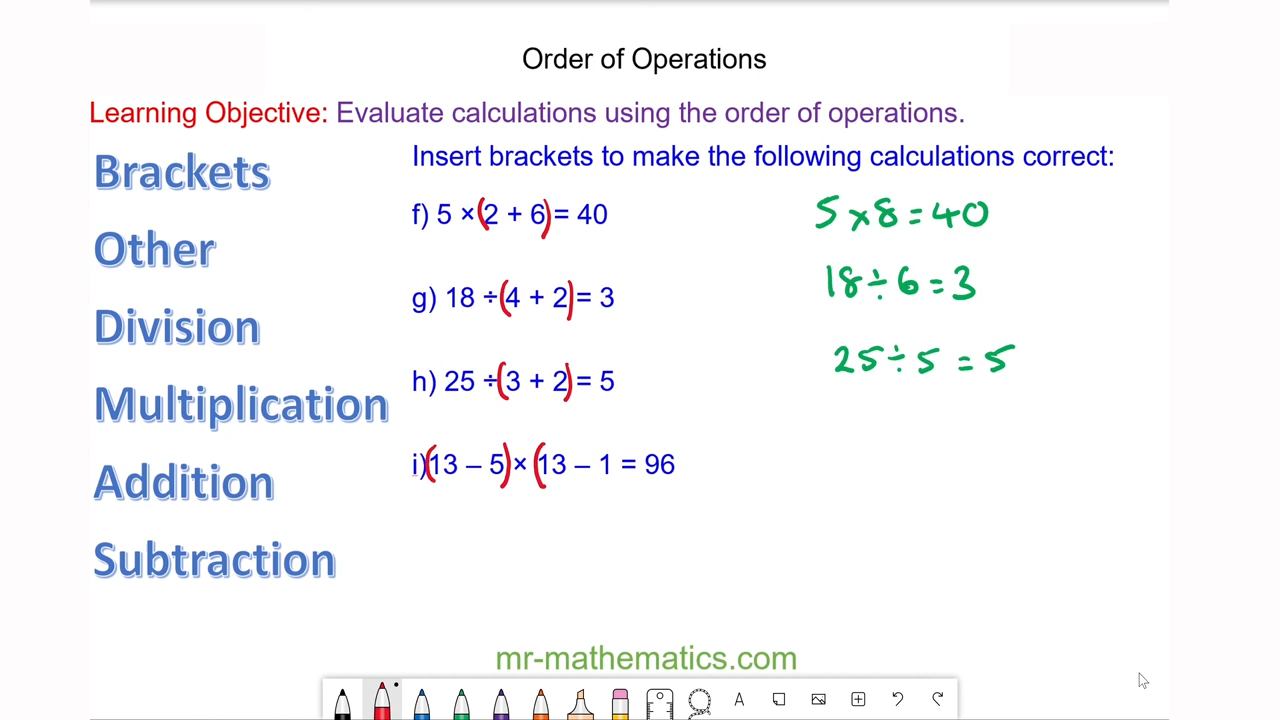 Order of Operations
Learning Objective: Evaluate calculations using the order of operations.
Brackets
Other
Division
Multiplication
Addition
Subtraction
Insert brackets to make the following calculations correct:
f) 5 × (2 + 6) = 40
g) 18 ÷ (4 + 2) = 3
h) 25 ÷ (3 + 2) = 5
i) (13 – 5) × (13 – 1 = 96
5 × 8 = 40
18 ÷ 6 = 3
25 ÷ 5 = 5
mr-mathematics.com
A